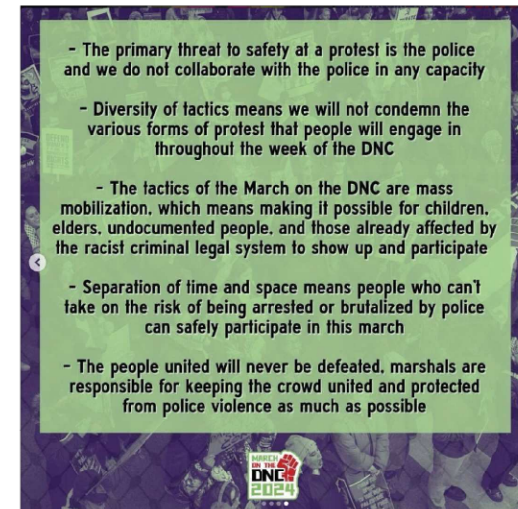 - The primary threat to safety at a protest is the police
and we do not collaborate with the police in any capacity
- Diversity of tactics means we will not condemn the
various forms of protest that people will engage in
throughout the week of the DNC
- The tactics of the March on the DNC are mass
mobilization, which means making it possible for children,
elders, undocumented people, and those already affected by
the racist criminal legal system to show up and participate
- Separation of time and space means people who can't
take on the risk of being arrested or brutalized by police
can safely participate in this march
- The people united will never be defeated, marshals are
responsible for keeping the crowd united and protected
from police violence as much as possible
MARCH
ON THE
DNC
2024